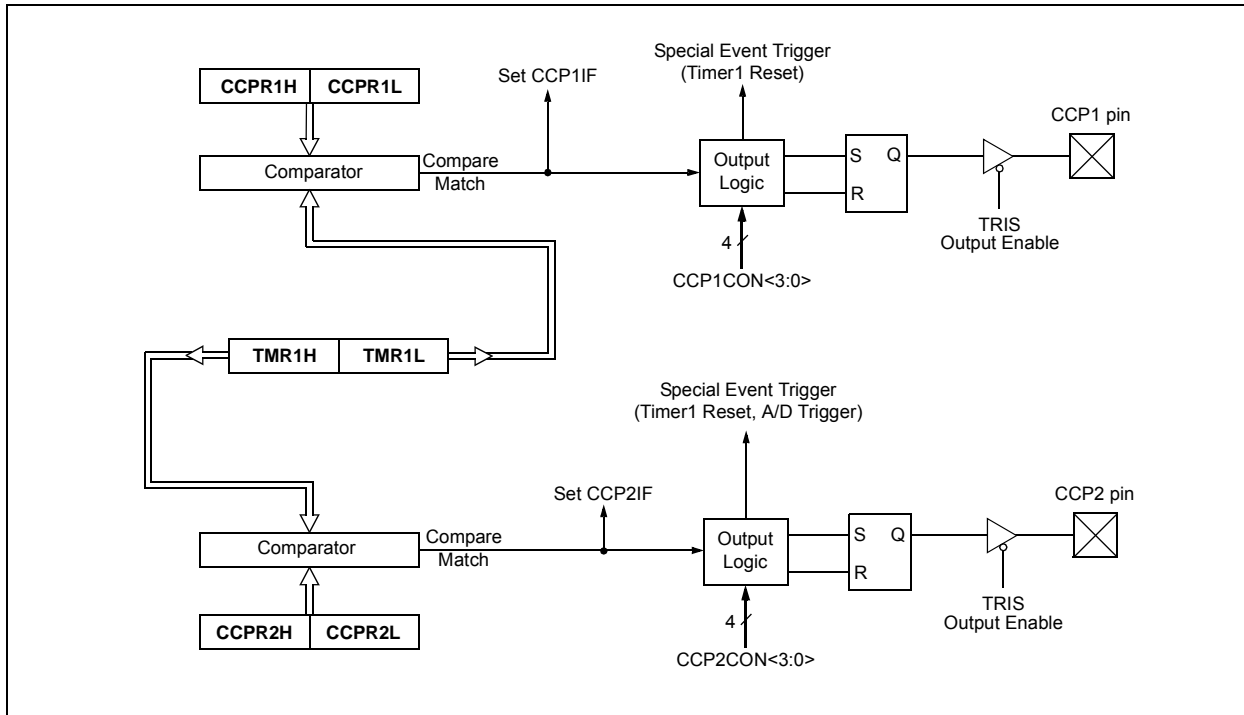 Special Event Trigger
(Timer1 Reset)
Set CCP1IF
CCPR1H CCPR1L
CCP1 pin
Comparator
Compare
Match
Output
Logic
S Q
R
TRIS
Output Enable
4
CCP1CON<3:0>
TMR1H TMR1L
Special Event Trigger
(Timer1 Reset, A/D Trigger)
Set CCP2IF
CCP2 pin
Comparator
Compare
Match
Output
Logic
S Q
R
TRIS
Output Enable
CCPR2H CCPR2L
4
CCP2CON<3:0>